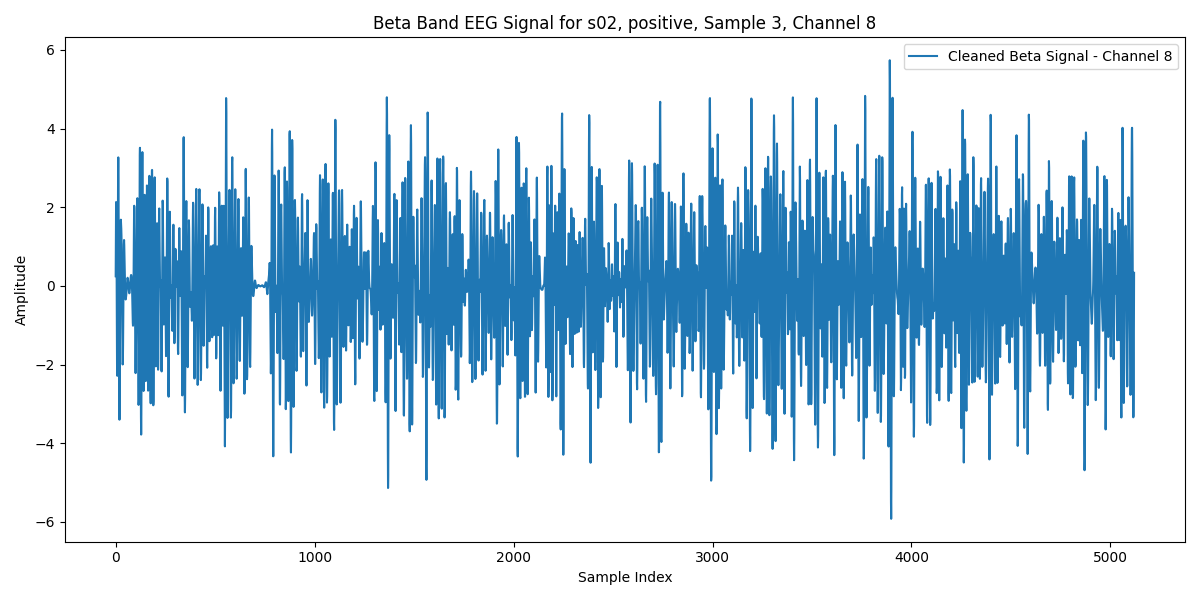 Beta Band EEG Signal for s02, positive, Sample 3, Channel 8
Cleaned Beta Signal - Channel 8
Amplitude
6
4
2
0
−2
−4
−6
0 1000 2000 3000 4000 5000
Sample Index